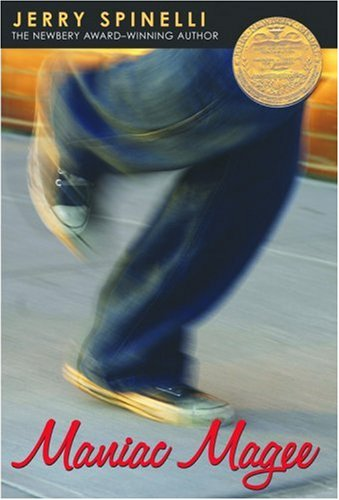 JERRY SPINELLI
THE NEWBERY AWARD–WINNING AUTHOR
Maniac Magee